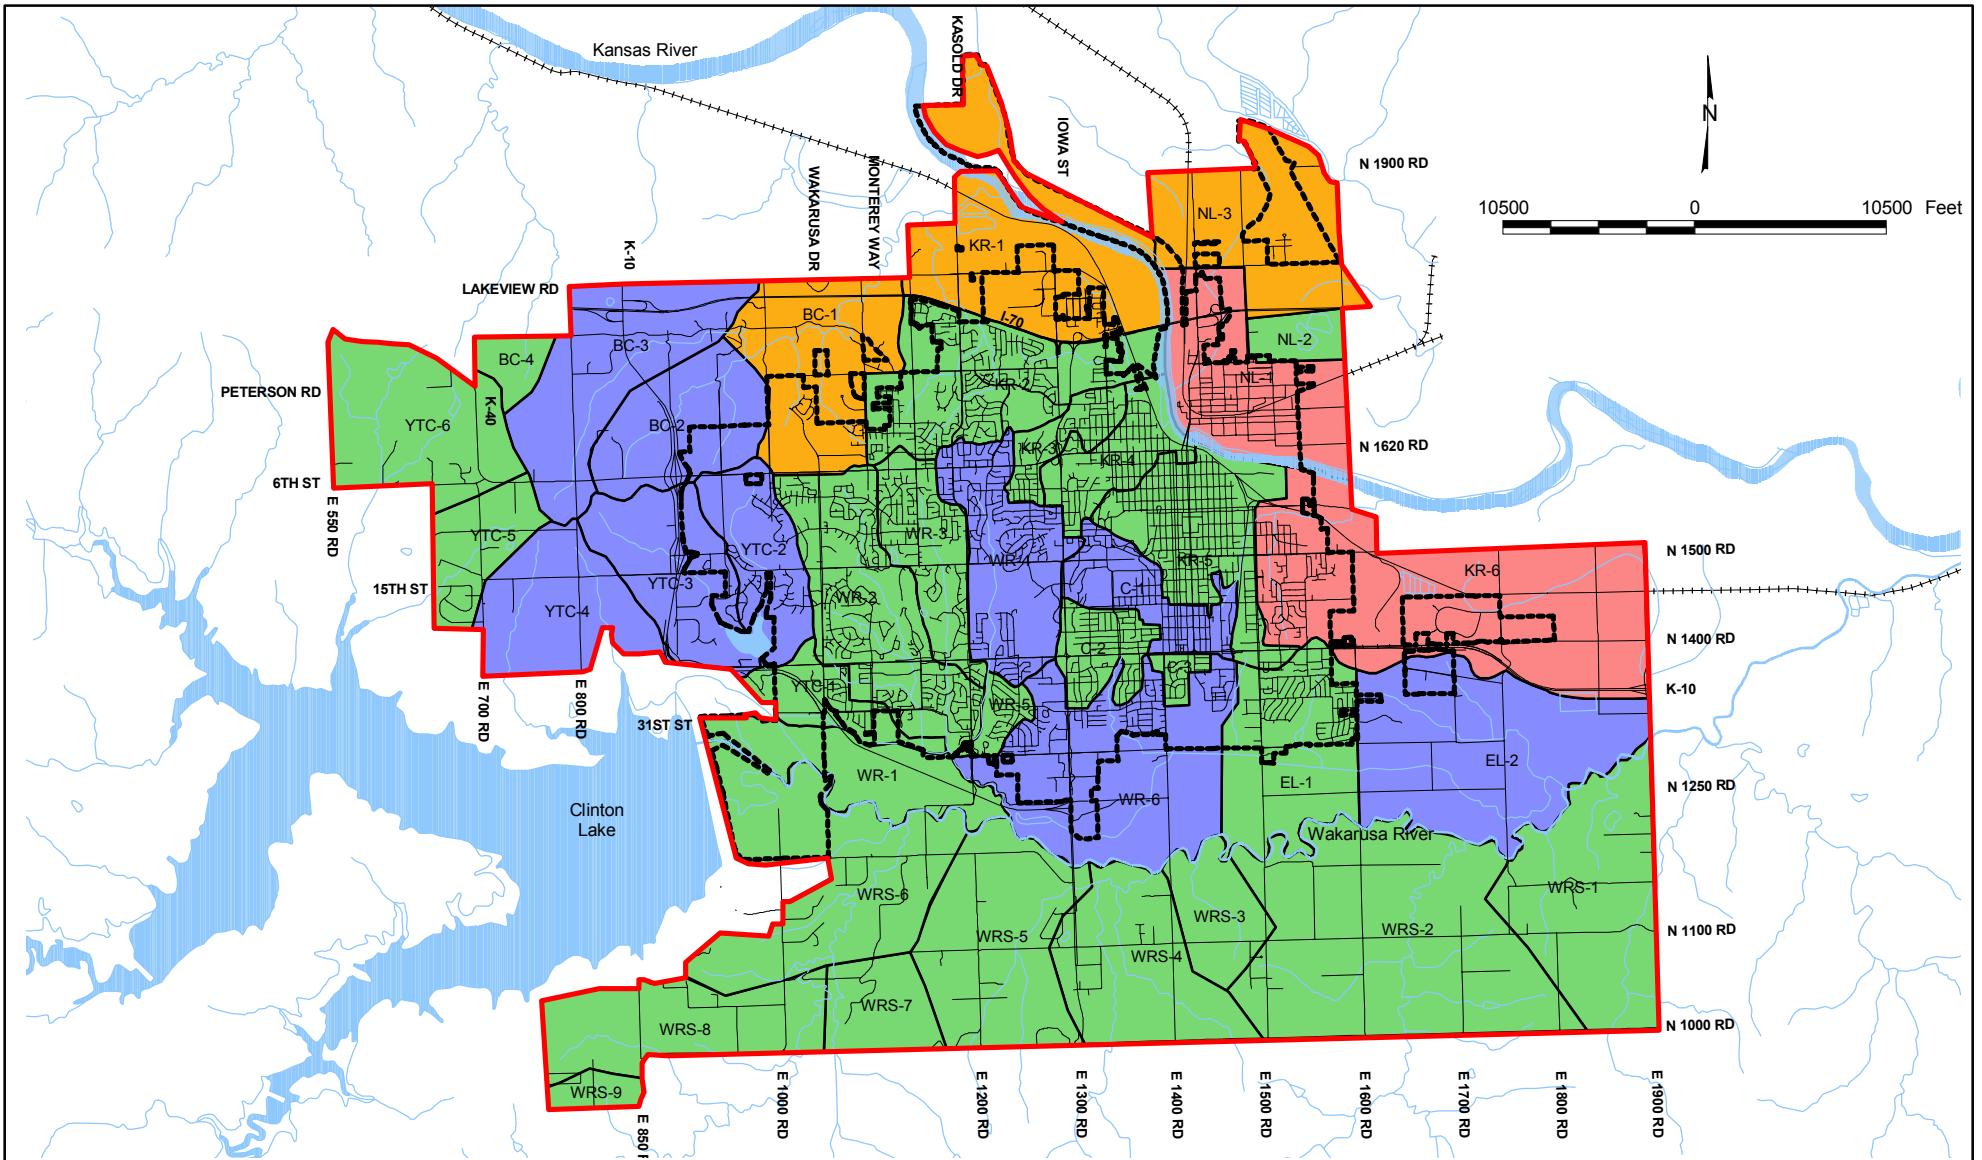 Kansas River
KASOLD DR
IOWA ST
N
N 1900 RD
MONTEREY WAY
WAKARUSA DR
10500 0 10500 Feet
NL-3
K-10
KR-1
LAKEVIEW RD
BC-1
I-70
BC-3
NL-2
BC-4
KR-2
NL-1
PETERSON RD
K-40
YTC-6
BC-2
N 1620 RD
KR-3
KR-4
6TH ST
E 550 RD
YTC-5
WR-3
YTC-2
WR-4
KR-5
N 1500 RD
KR-6
15TH ST
YTC-3
C-1
YTC-4
WR-2
N 1400 RD
C-2
C-3
YTC-1
K-10
E 700 RD
E 800 RD
WR-5
31ST ST
EL-2
WR-1
EL-1
N 1250 RD
WR-6
Clinton
Lake
Wakarusa River
WRS-6
WRS-1
WRS-3
WRS-5
WRS-2
N 1100 RD
WRS-4
WRS-7
WRS-8
N 1000 RD
WRS-9
E 850
E 1000 RD
E 1200 RD
E 1300 RD
E 1400 RD
E 1500 RD
E 1600 RD
E 1700 RD
E 1800 RD
E 1900 RD